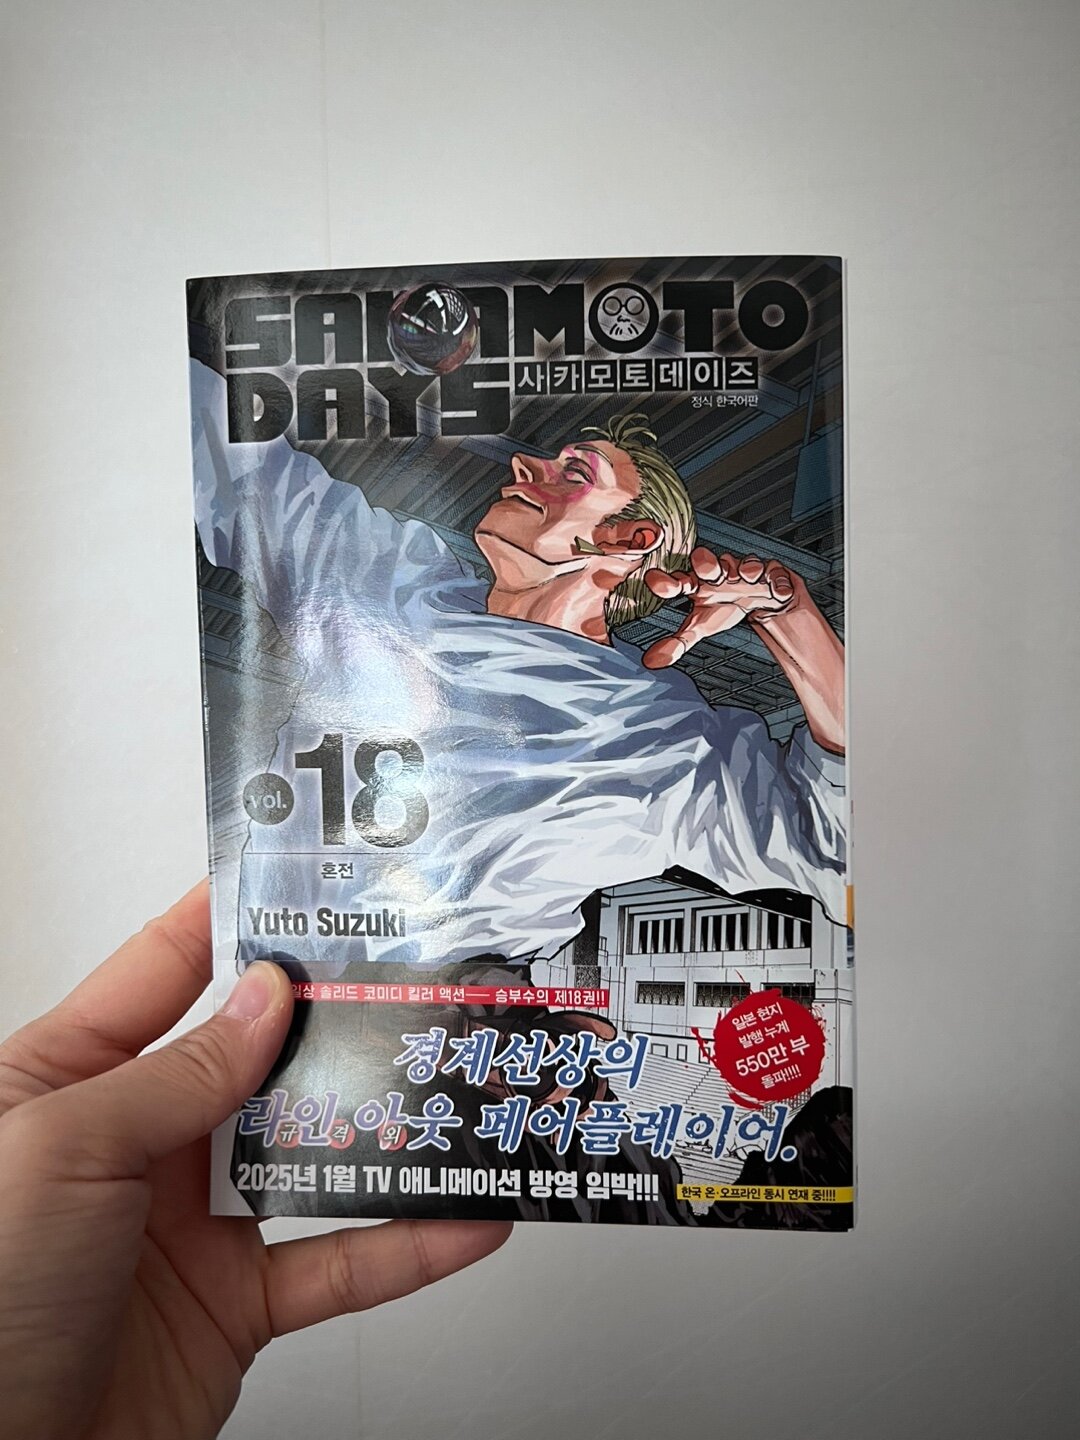 SAKAMOTO
DAYS
사카모토데이즈
정식 한국어판
vol.18
혼전
Yuto Suzuki
일상 솔리드 코미디 킬러 액션── 승부수의 제18권!!
일본 현지
발행 누계
550만 부
돌파!!!!
경계선상의
라인 아웃 페어플레이어.
규격외
2025년 1월 TV 애니메이션 방영 임박!!!
한국 온·오프라인 동시 연재 중!!!!